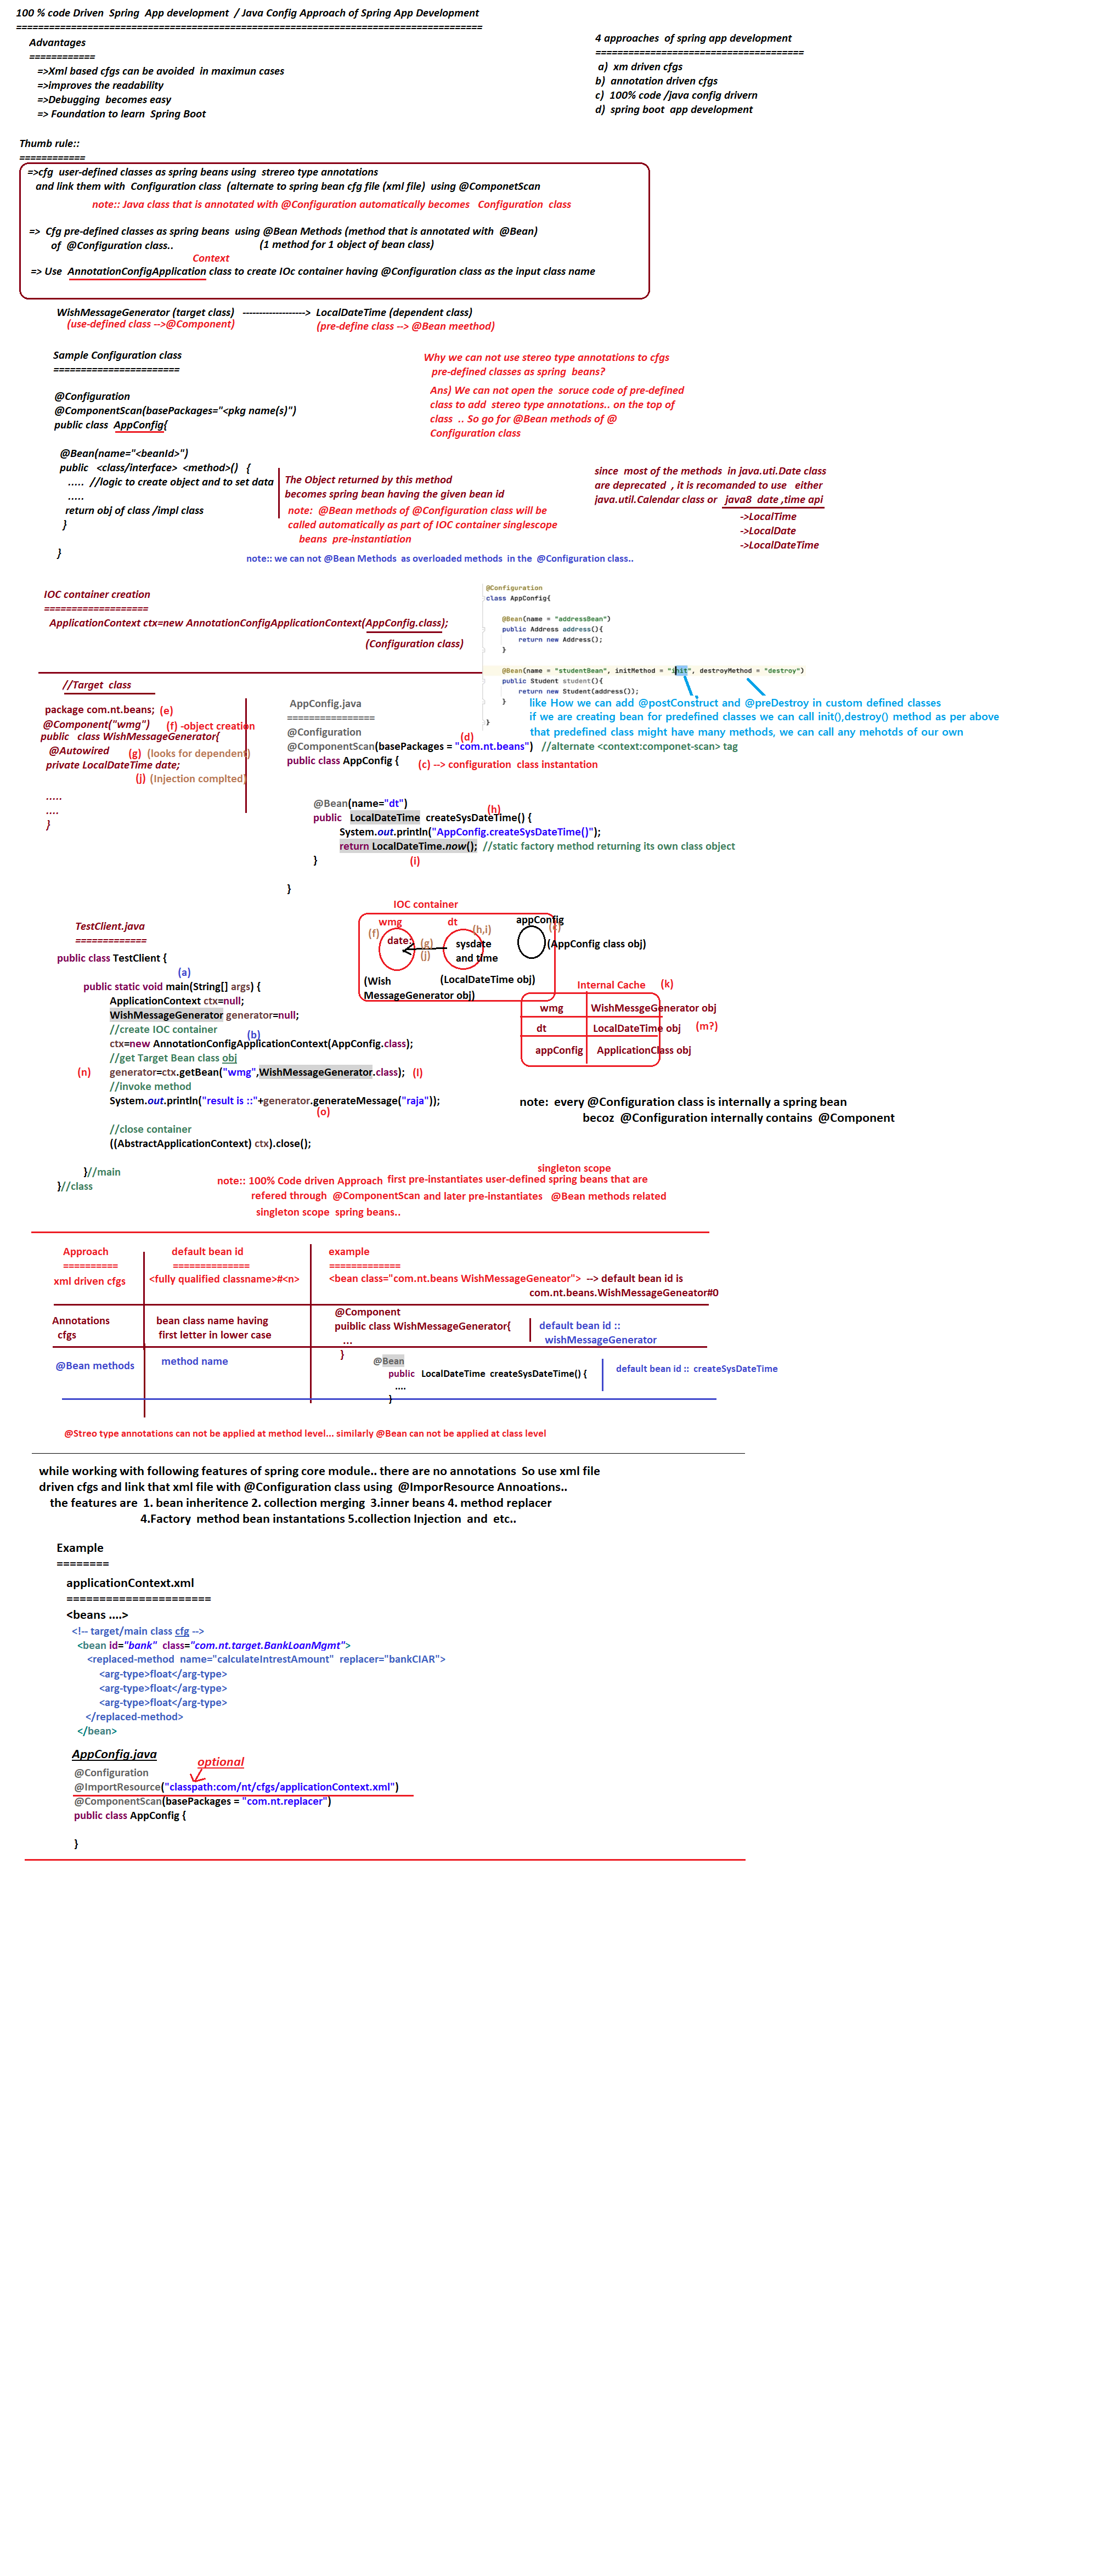 100 % code Driven  Spring  App development  / Java Config Approach of Spring App Development
=====================================================================================
Advantages
============
=>Xml based cfgs can be avoided  in maximun cases
=>improves the readability
=>Debugging  becomes easy
=> Foundation to learn  Spring Boot
4 approaches  of spring app development
======================================
a)  xm driven cfgs
b)  annotation driven cfgs
c)  100% code /java config drivern
d)  spring boot  app development
Thumb rule::
============
=>cfg  user-defined classes as spring beans using  strereo type annotations
and link them with  Configuration class  (alternate to spring bean cfg file (xml file)  using @ComponetScan
note:: Java class that is annotated with @Configuration automatically becomes   Configuration  class
=>  Cfg pre-defined classes as spring beans  using @Bean Methods (method that is annotated with  @Bean)
of  @Configuration class..                    (1 method for 1 object of bean class)
Context
=> Use  AnnotationConfigApplication class to create IOc container having @Configuration class as the input class name
WishMessageGenerator (target class)   ------------------->  LocalDateTime (dependent class)
(use-defined class -->@Component)
(pre-define class --> @Bean meethod)
Sample Configuration class
=======================
@Configuration
@ComponentScan(basePackages="<pkg name(s)")
public class  AppConfig{
@Bean(name="<beanId>")
public   <class/interface>  <method>()   {
.....  //logic to create object and to set data
.....
return obj of class /impl class
}
}
Why we can not use stereo type annotations to cfgs
pre-defined classes as spring  beans?
Ans) We can not open the  soruce code of pre-defined
class to add  stereo type annotations.. on the top of
class  .. So go for @Bean methods of @
Configuration class
The Object returned by this method
becomes spring bean having the given bean id
note:  @Bean methods of @Configuration class will be
called automatically as part of IOC container singlescope
beans  pre-instantiation
since  most of the methods  in java.uti.Date class
are deprecated  , it is recomanded to use   either
java.util.Calendar class or   java8  date ,time api
->LocalTime
->LocalDate
->LocalDateTime
note:: we can not @Bean Methods  as overloaded methods  in the  @Configuration class..
IOC container creation
===================
ApplicationContext ctx=new AnnotationConfigApplicationContext(AppConfig.class);
(Configuration class)
@Configuration
class AppConfig{
@Bean(name = "addressBean")
public Address address(){
return new Address();
}
@Bean(name = "studentBean", initMethod = "init", destroyMethod = "destroy")
public Student student(){
return new Student(address());
}
}
like How we can add @postConstruct and @preDestroy in custom defined classes
if we are creating bean for predefined classes we can call init(),destroy() method as per above
that predefined class might have many methods, we can call any mehotds of our own
//Target  class
package com.nt.beans;  (e)
@Component("wmg")     (f) -object creation
public   class WishMessageGenerator{
@Autowired      (g)  (looks for dependent)
private LocalDateTime date;
(j) (Injection complted)
.....
....
}
AppConfig.java
================
@Configuration
(d)
@ComponentScan(basePackages = "com.nt.beans")   //alternate <context:componet-scan> tag
public class AppConfig {      (c) --> configuration  class instantation
@Bean(name="dt")
(h)
public   LocalDateTime  createSysDateTime() {
System.out.println("AppConfig.createSysDateTime()");
return LocalDateTime.now();  //static factory method returning its own class object
}
(i)
}
IOC container
wmg
dt
appConfig
(f)
(h,i)
(c)
date:
(g)
(j)
sysdate
and time
(AppConfig class obj)
(Wish
MessageGenerator obj)
(LocalDateTime obj)
Internal Cache     (k)
wmg   WishMessgeGenerator obj
dt   LocalDateTime obj     (m?)
appConfig   ApplicationClass obj
TestClient.java
=============
public class TestClient {
(a)
public static void main(String[] args) {
ApplicationContext ctx=null;
WishMessageGenerator generator=null;
//create IOC container
(b)
ctx=new AnnotationConfigApplicationContext(AppConfig.class);
//get Target Bean class obj
(n)      generator=ctx.getBean("wmg",WishMessageGenerator.class);   (l)
//invoke method
System.out.println("result is ::"+generator.generateMessage("raja"));
(o)
//close container
((AbstractApplicationContext) ctx).close();
}//main
}//class
note:  every @Configuration class is internally a spring bean
becoz  @Configuration internally contains  @Component
singleton scope
note:: 100% Code driven Approach  first pre-instantiates user-defined spring beans that are
refered through  @ComponentScan and later pre-instantiates   @Bean methods related
singleton scope  spring beans..
Approach   default bean id   example
==========   ==============   =============
xml driven cfgs   <fully qualified classname>#<n>   <bean class="com.nt.beans WishMessageGeneator">  --> default bean id is
com.nt.beans.WishMessageGeneator#0
Annotations   bean class name having
cfgs   first letter in lower case
@Component
public class WishMessageGenerator{
...
}
default bean id ::
wishMessageGenerator
@Bean methods   method name
@Bean
public   LocalDateTime  createSysDateTime() {
....
}
default bean id ::  createSysDateTime
@Streo type annotations can not be applied at method level... similarly @Bean can not be applied at class level
while working with following features of spring core module.. there are no annotations  So use xml file
driven cfgs and link that xml file with @Configuration class using  @ImporResource Annoations..
the features are  1. bean inheritence 2. collection merging  3.inner beans 4. method replacer
4.Factory  method bean instantations 5.collection Injection  and  etc..
Example
========
applicationContext.xml
======================
<beans ....>
<!-- target/main class cfg -->
<bean id="bank"  class="com.nt.target.BankLoanMgmt">
<replaced-method  name="calculateIntrestAmount"  replacer="bankCIAR">
<arg-type>float</arg-type>
<arg-type>float</arg-type>
<arg-type>float</arg-type>
</replaced-method>
</bean>
AppConfig.java
optional
@Configuration
@ImportResource("classpath:com/nt/cfgs/applicationContext.xml")
@ComponentScan(basePackages = "com.nt.replacer")
public class AppConfig {
}